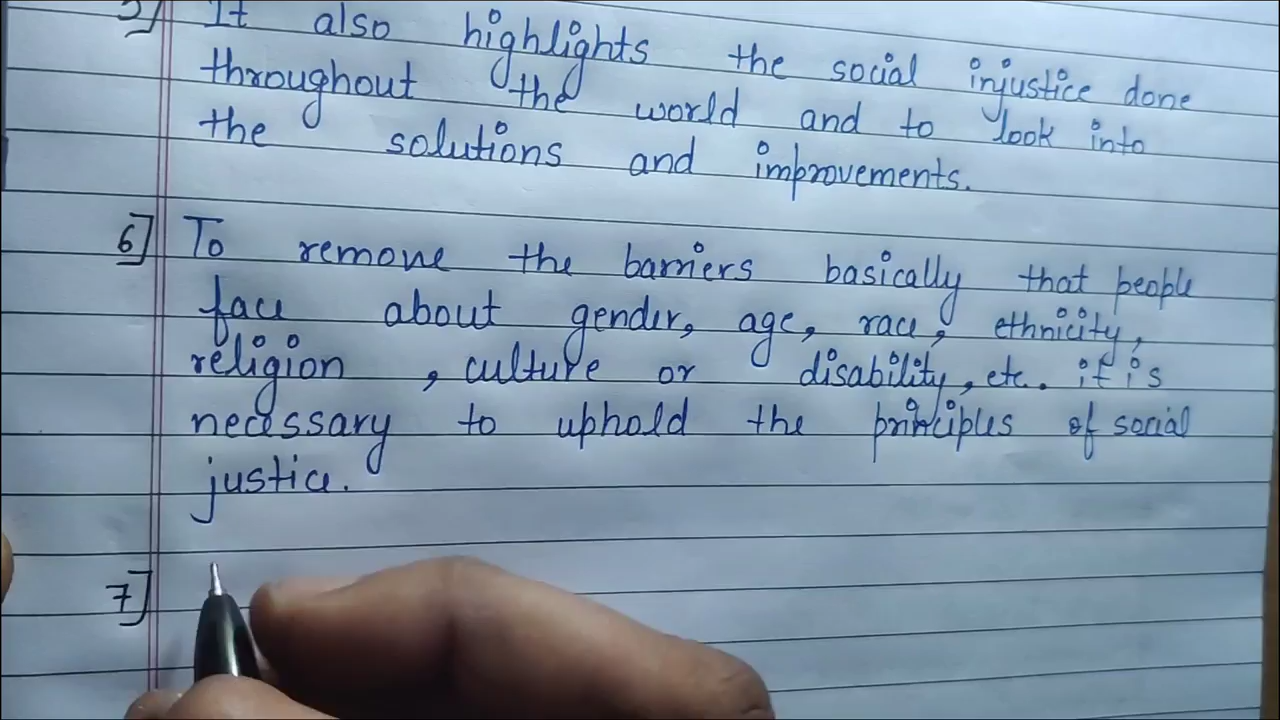 5] It also highlights the social injustice done
throughout the world and to look into
the solutions and improvements.
6] To remove the barriers basically that people
face about gender, age, race, ethnicity,
religion, culture or disability, etc. it is
necessary to uphold the principles of social
justice.
7]